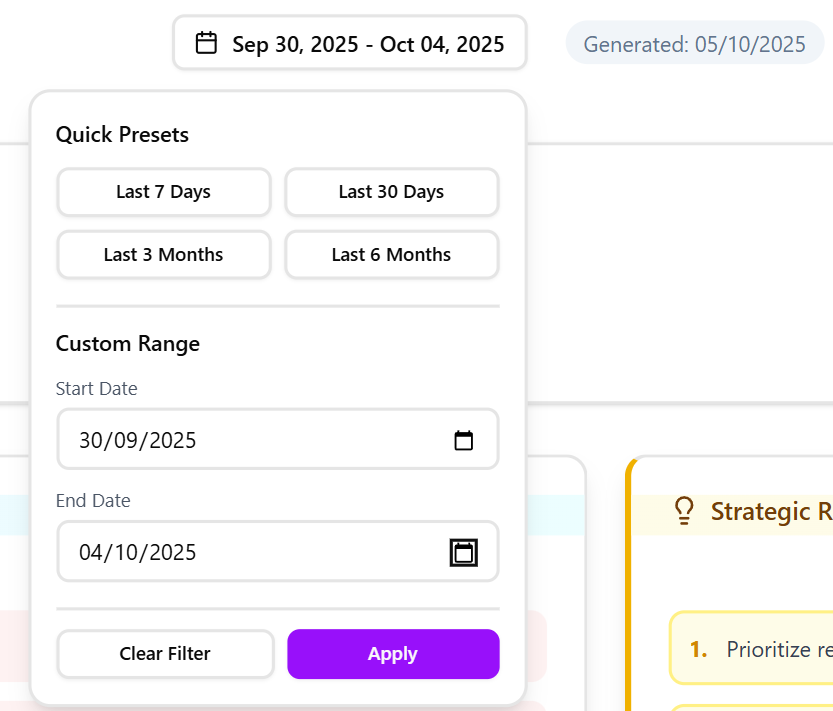 Sep 30, 2025 - Oct 04, 2025
Generated: 05/10/2025
Quick Presets
Last 7 Days
Last 30 Days
Last 3 Months
Last 6 Months
Custom Range
Start Date
30/09/2025
End Date
04/10/2025
Clear Filter
Apply
Strategic R
1. Prioritize re